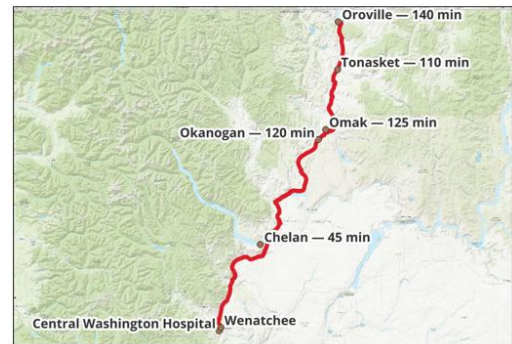 Oroville — 140 min
Tonasket — 110 min
Omak — 125 min
Okanogan — 120 min
Chelan — 45 min
Central Washington Hospital
Wenatchee